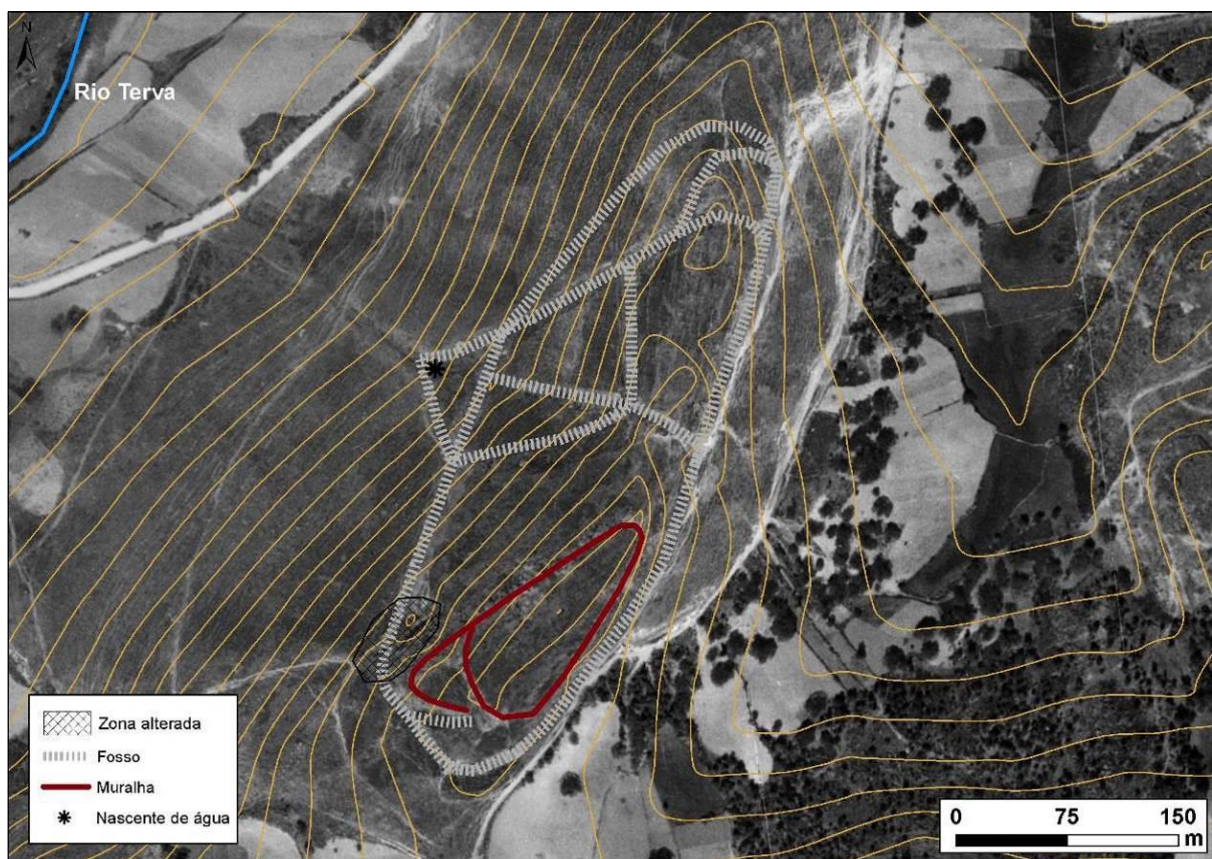 N
Rio Terva
Zona alterada
Fosso
Muralha
Nascente de água
0 75 150
m